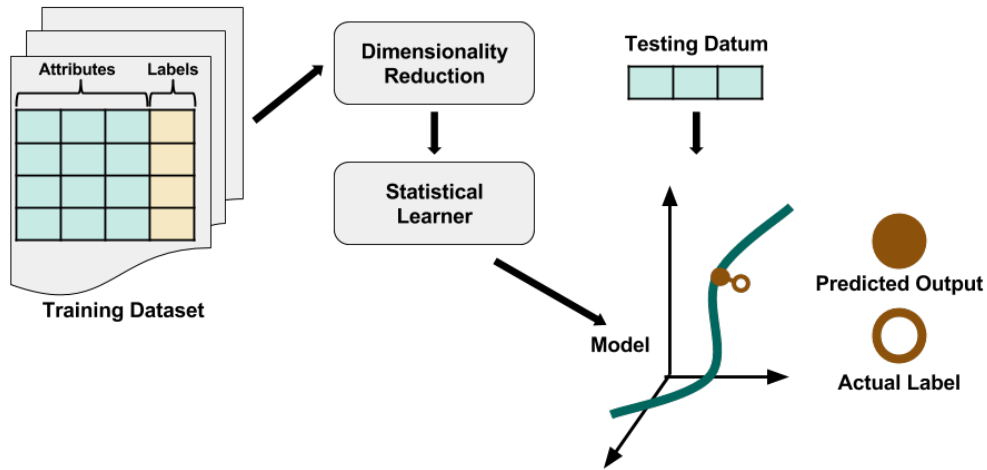 Attributes Labels
Training Dataset
Dimensionality
Reduction
Statistical
Learner
Testing Datum
Model
Predicted Output
Actual Label